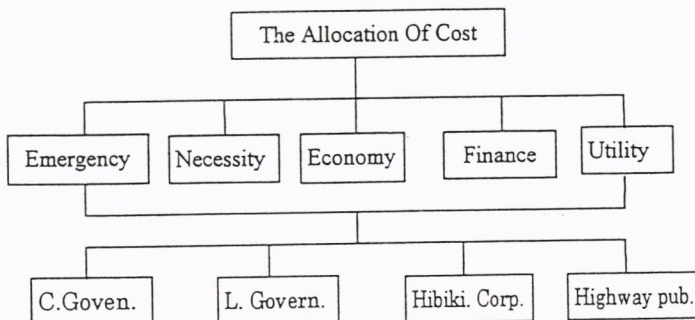 The Allocation Of Cost
Emergency Necessity Economy Finance Utility
C.Goven. L. Govern. Hibiki. Corp. Highway pub.